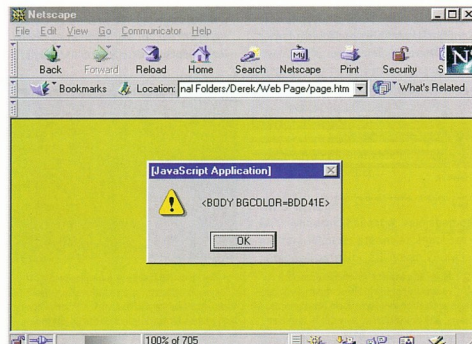 Netscape
File Edit View Go Communicator Help
Back Forward Reload Home Search Netscape Print Security S
Bookmarks Location: nal Folders/Derek/Web Page/page.htm What's Related
[JavaScript Application]
<BODY BGCOLOR=BDD41E>
OK
100% of 705